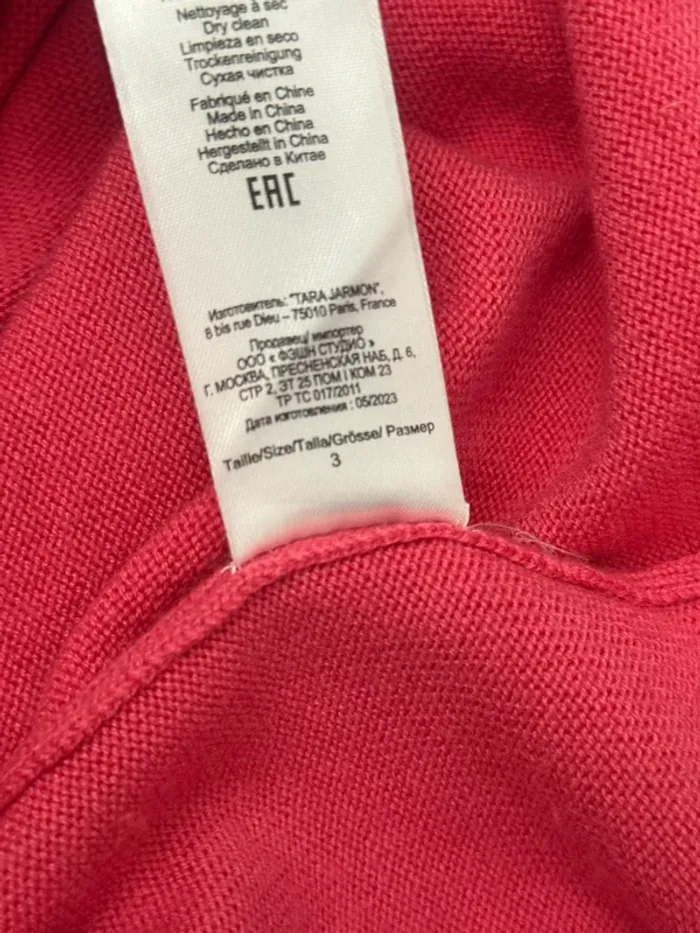 Nettoyage à sec
Dry clean
Limpieza en seco
Trockenreinigung
Сухая чистка
Fabriqué en Chine
Made in China
Hecho en China
Hergestellt in China
Сделано в Китае
EAC
Изготовитель: "TARA JARMON",
8 bis rue Dieu – 75010 Paris, France
Продавец/ импортер
ООО « ФЭШН СТУДИО »
Г. МОСКВА, ПРЕСНЕНСКАЯ НАБ, Д. 6,
СТР 2, ЭТ 25 ПОМ I КОМ 23
ТР ТС 017/2011
Дата изготовления : 05/2023
Taille/Size/Talla/Grösse/ Размер
3